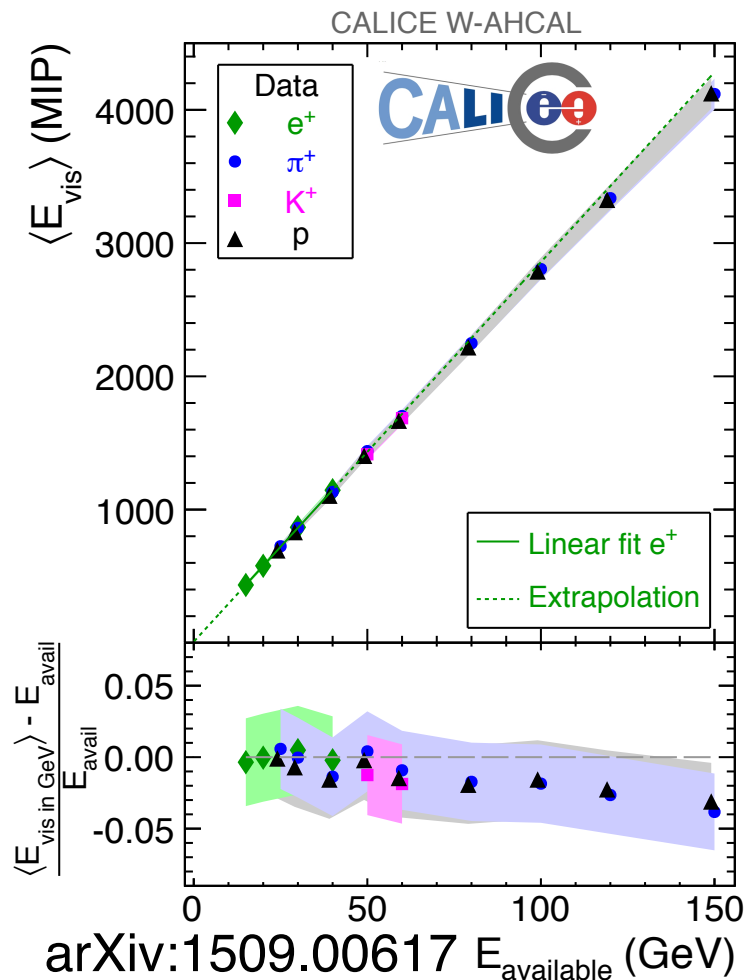 CALICE W-AHCAL
⟨E_vis⟩ (MIP)
4000
3000
2000
1000
Data
e⁺
π⁺
K⁺
p
CALICe
e⁺
Linear fit e⁺
Extrapolation
⟨E_vis in GeV⟩ - E_avail
E_avail
0.05
0.00
-0.05
0
50
100
150
arXiv:1509.00617 E_available (GeV)